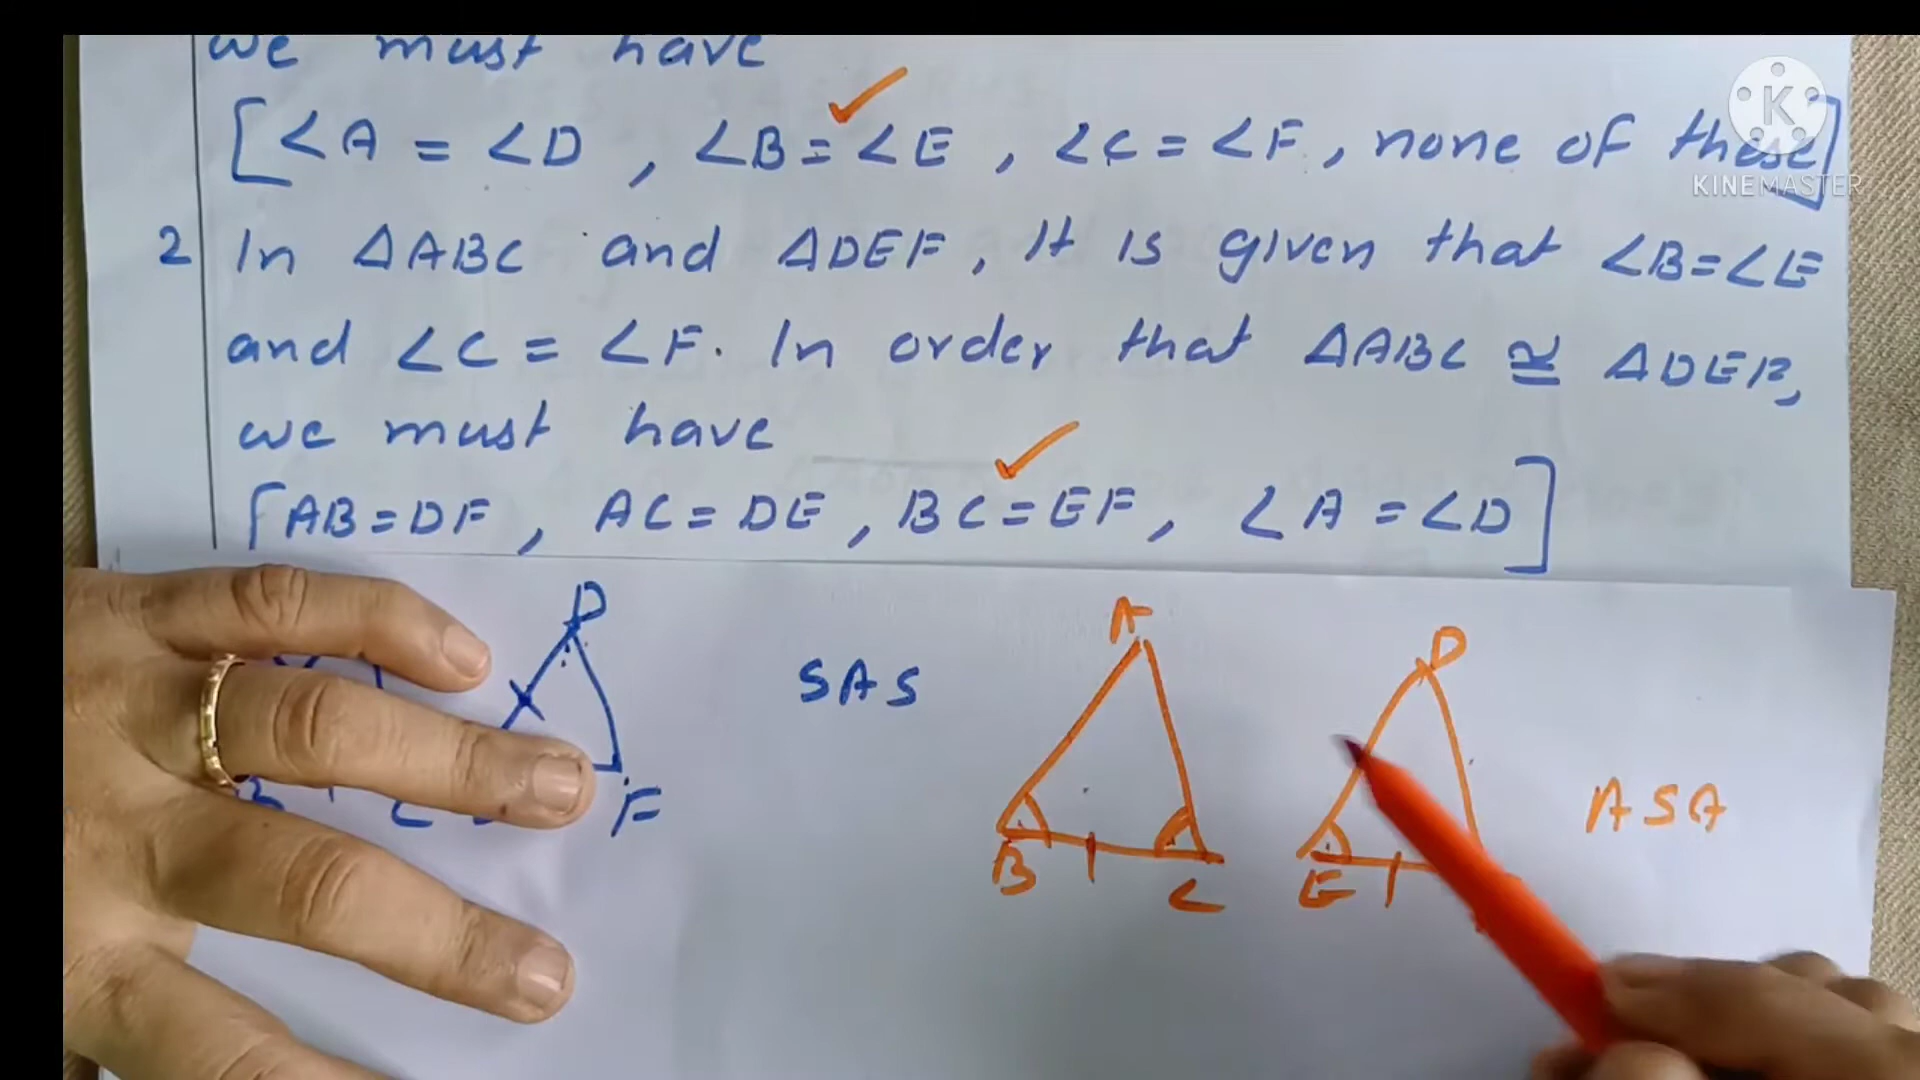 we must have
[∠A = ∠D, ∠B = ∠E, ∠C = ∠F, none of these]
KINEMASTER
2 In ΔABC and ΔDEF, It is given that ∠B=∠E
and ∠C = ∠F. In order that ΔABC ≅ ΔDEF,
we must have
[AB=DF, AC=DE, BC=EF, ∠A=∠D]
D
F
SAS
A
B
C
D
E
ASA